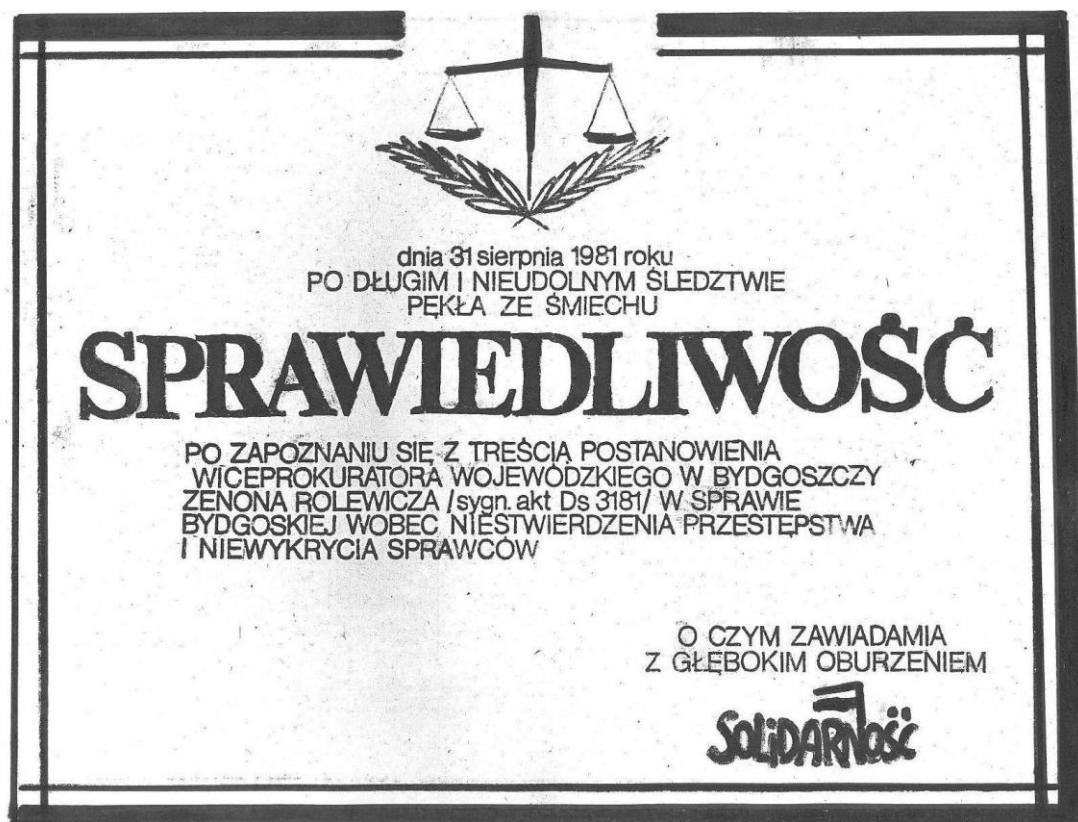 dnia 31 sierpnia 1981 roku
PO DŁUGIM I NIEUDOLNYM ŚLEDZTWIE
PĘKŁA ZE ŚMIECHU
SPRAWIEDLIWOŚĆ
PO ZAPOZNANIU SIĘ Z TREŚCIĄ POSTANOWIENIA
WICEPROKURATORA WOJEWÓDZKIEGO W BYDGOSZCZY
ZENONA ROLEWICZA /sygn. akt Ds 3181/ W SPRAWIE
BYDGOSKIEJ WOBEC NIESTWIERDZENIA PRZESTĘPSTWA
I NIEWYKRYCIA SPRAWCÓW
O CZYM ZAWIADAMIA
Z GŁĘBOKIM OBURZENIEM
SOLiDARNOŚĆ